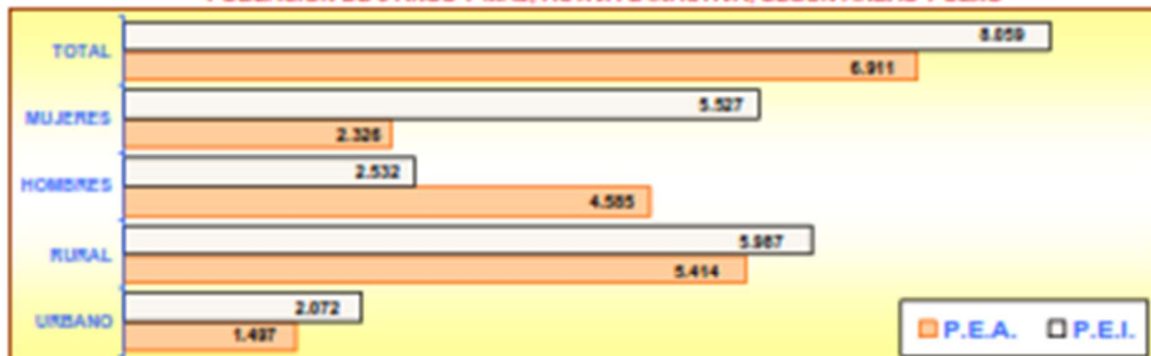 8.059
TOTAL
6.911
5.527
MUJERES
2.326
2.532
HOMBRES
4.585
5.987
RURAL
5.414
2.072
URBANO
1.497
P.E.A. P.E.I.